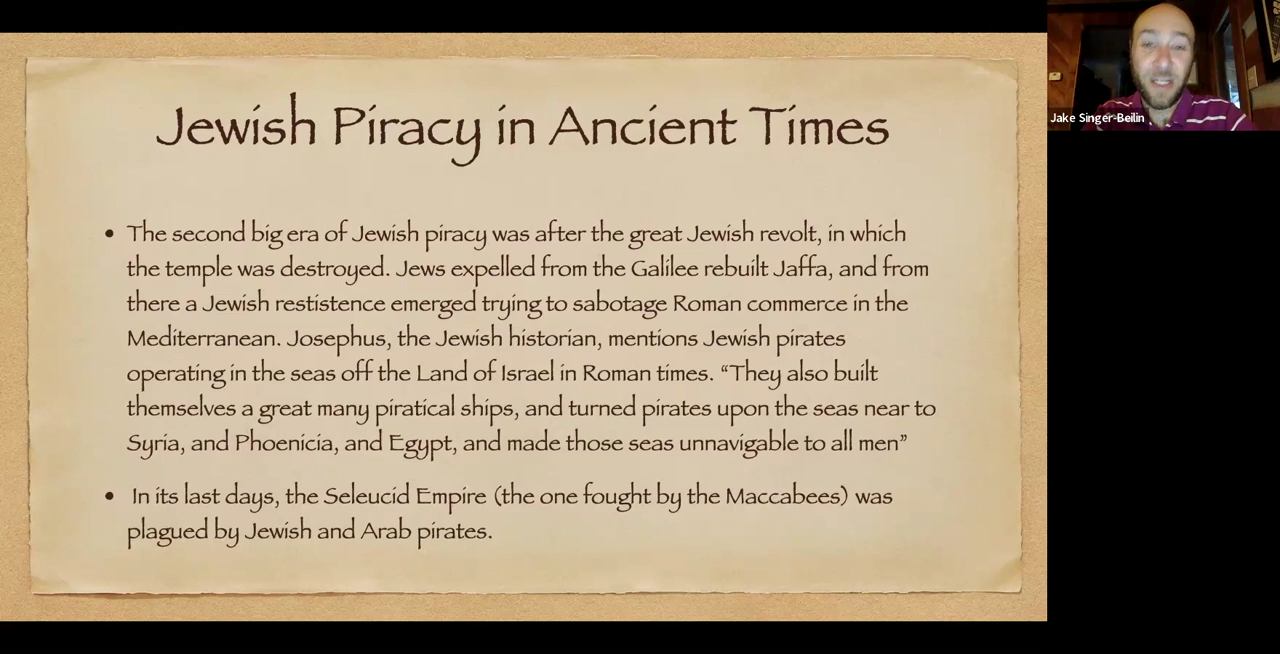 Jewish Piracy in Ancient Times
• The second big era of Jewish piracy was after the great Jewish revolt, in which
the temple was destroyed. Jews expelled from the Galilee rebuilt Jaffa, and from
there a Jewish restistence emerged trying to sabotage Roman commerce in the
Mediterranean. Josephus, the Jewish historian, mentions Jewish pirates
operating in the seas off the Land of Israel in Roman times. “They also built
themselves a great many piratical ships, and turned pirates upon the seas near to
Syria, and Phoenicia, and Egypt, and made those seas unnavigable to all men”
• In its last days, the Seleucid Empire (the one fought by the Maccabees) was
plagued by Jewish and Arab pirates.
Jake Singer-Beilin